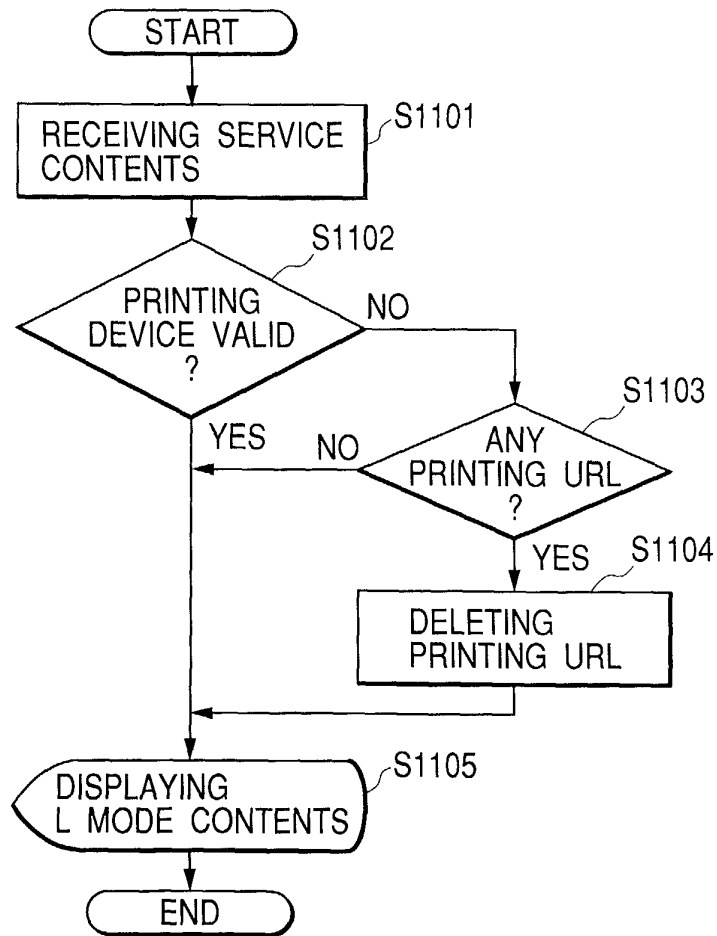 START
S1101
RECEIVING SERVICE
CONTENTS
S1102
PRINTING
DEVICE VALID
?
NO
S1103
YES
NO
ANY
PRINTING URL
?
YES
S1104
DELETING
PRINTING URL
S1105
DISPLAYING
L MODE CONTENTS
END